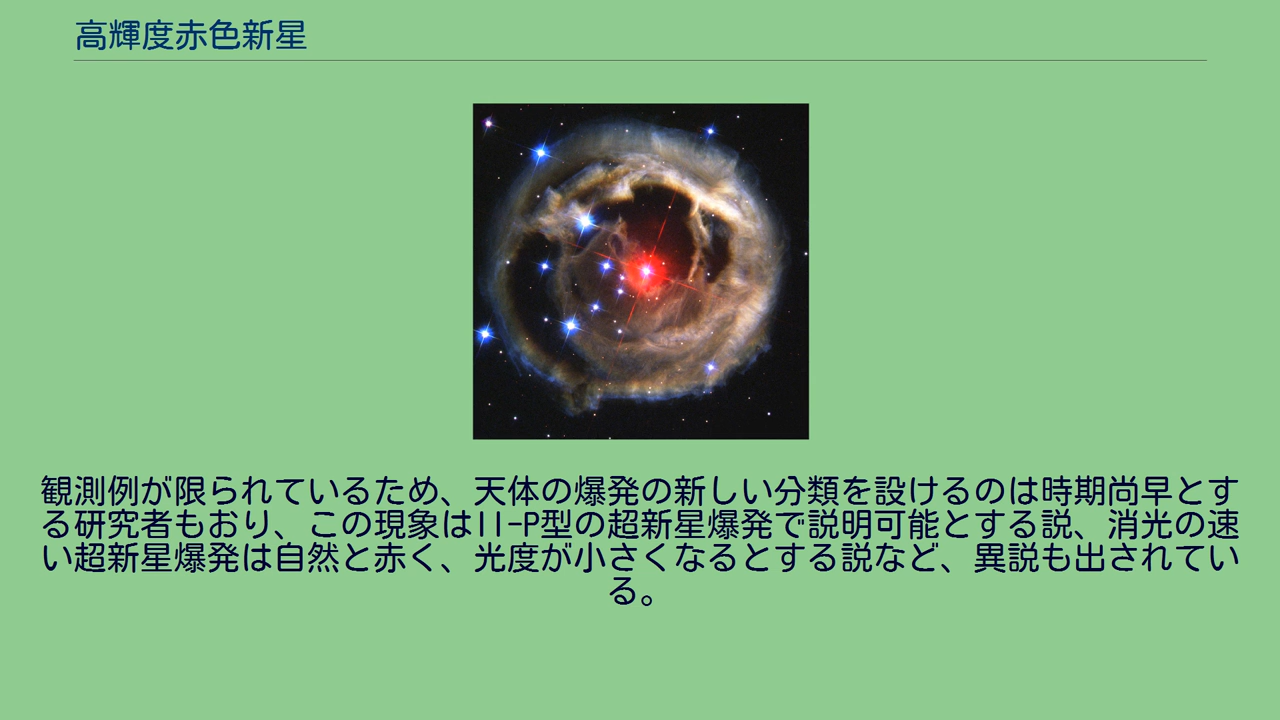 高輝度赤色新星
観測例が限られているため、天体の爆発の新しい分類を設けるのは時期尚早とす
る研究者もおり、この現象はII-P型の超新星爆発で説明可能とする説、消光の速
い超新星爆発は自然と赤く、光度が小さくなるとする説など、異説も出されてい
る。